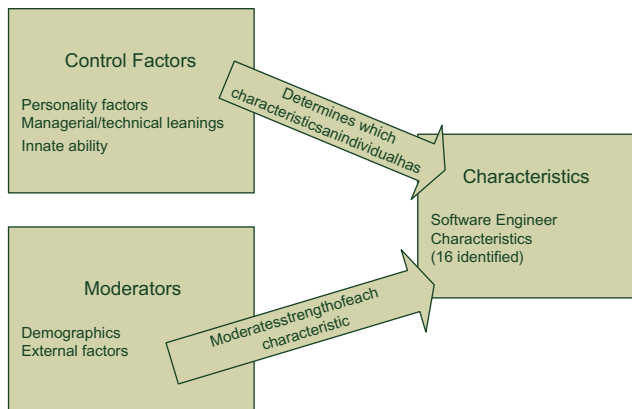 Control Factors
Personality factors
Managerial/technical leanings
Innate ability
Determines which
characteristicsanindividualhas
Characteristics
Software Engineer
Characteristics
(16 identified)
Moderators
Demographics
External factors
Moderatesstrengthofeach
characteristic